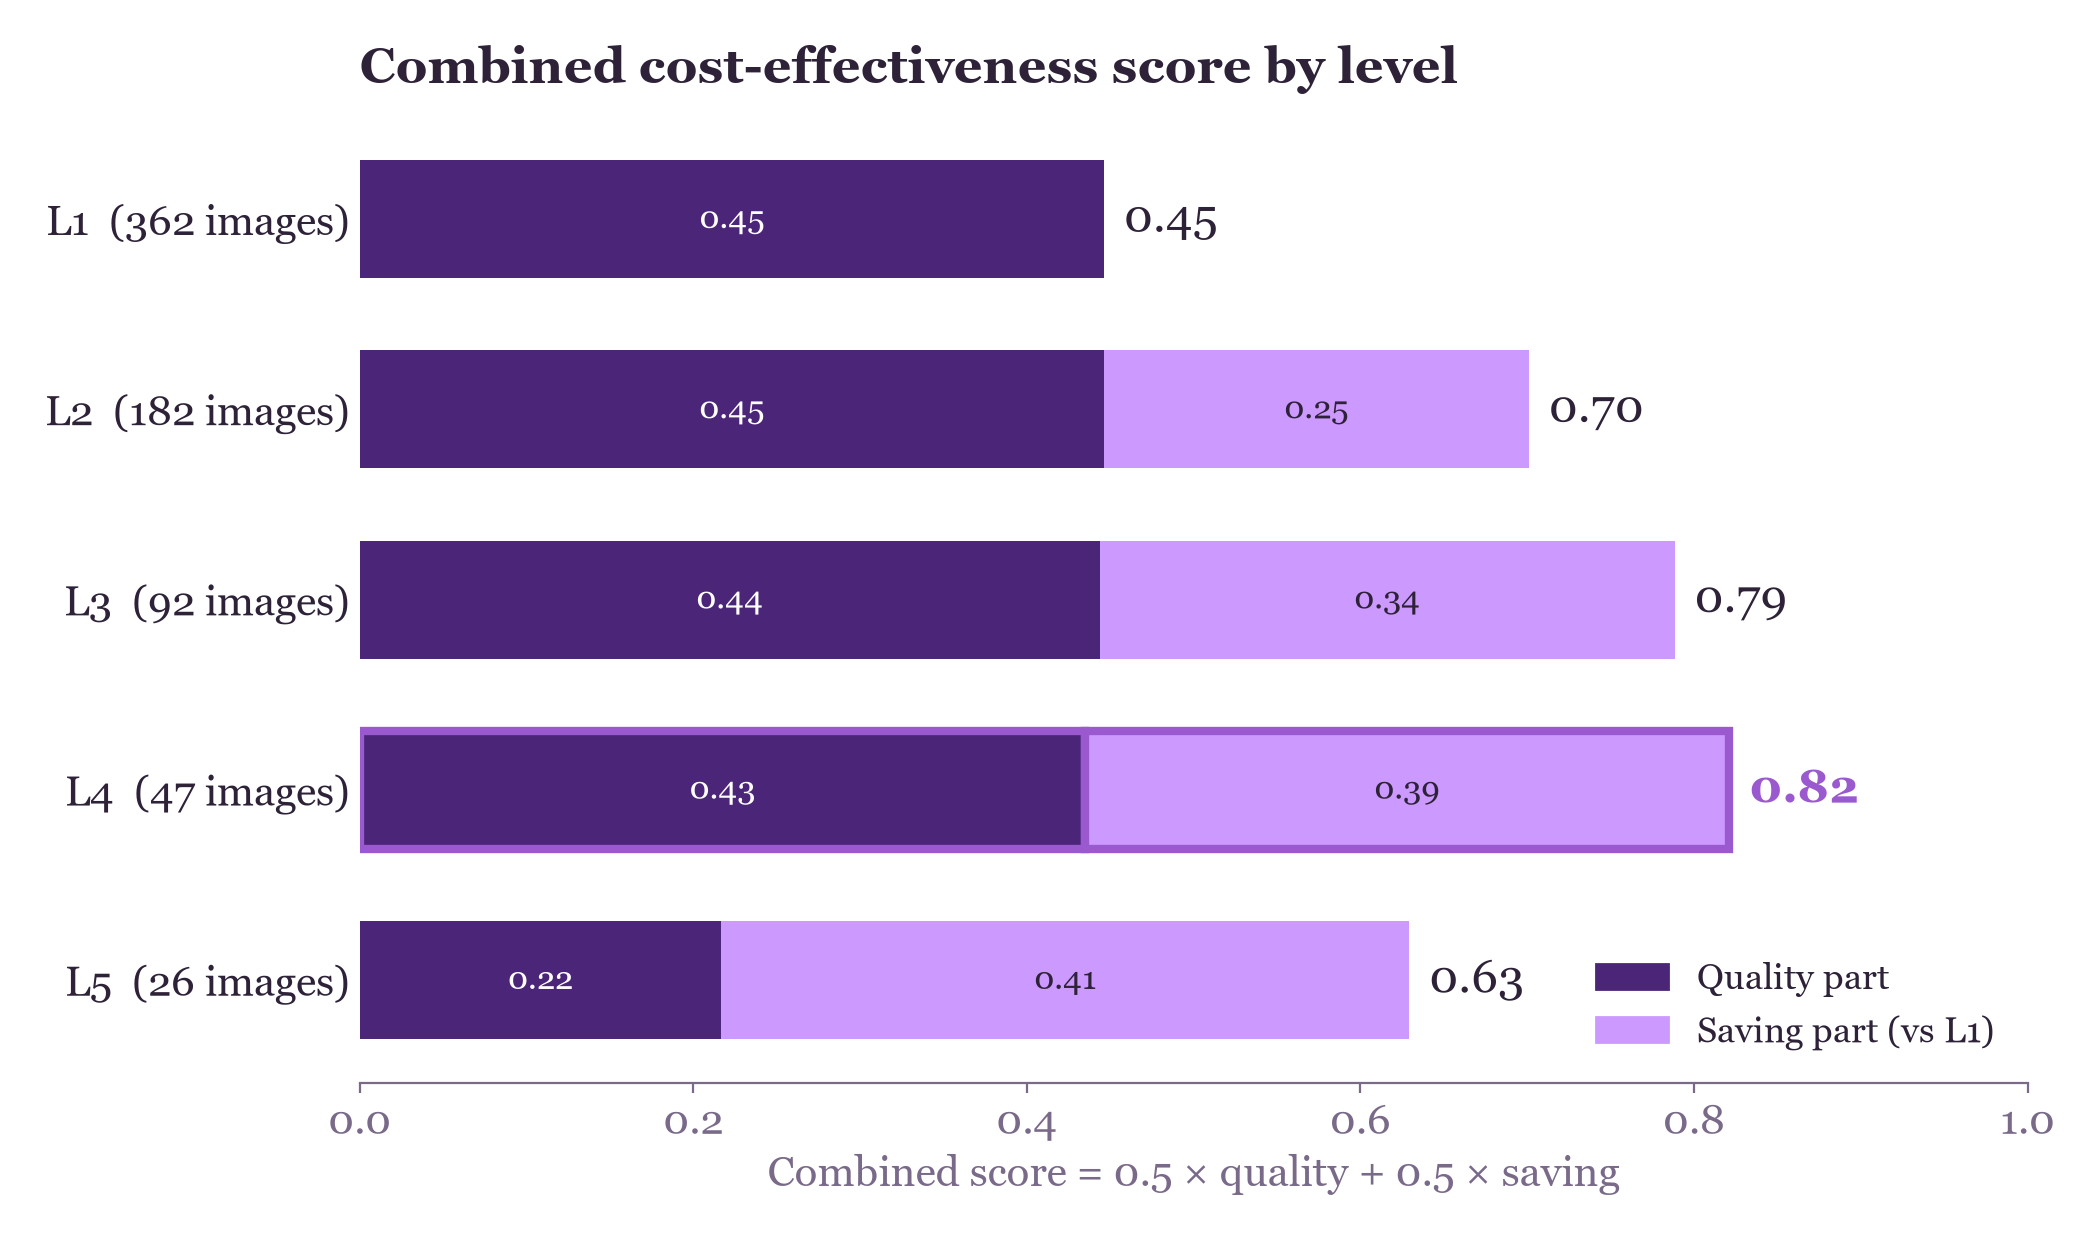 Combined cost-effectiveness score by level
L1 (362 images) 0.45 0.45
L2 (182 images) 0.45 0.25 0.70
L3 (92 images) 0.44 0.34 0.79
L4 (47 images) 0.43 0.39 0.82
L5 (26 images) 0.22 0.41 0.63
Quality part
Saving part (vs L1)
0.0 0.2 0.4 0.6 0.8 1.0
Combined score = 0.5 × quality + 0.5 × saving